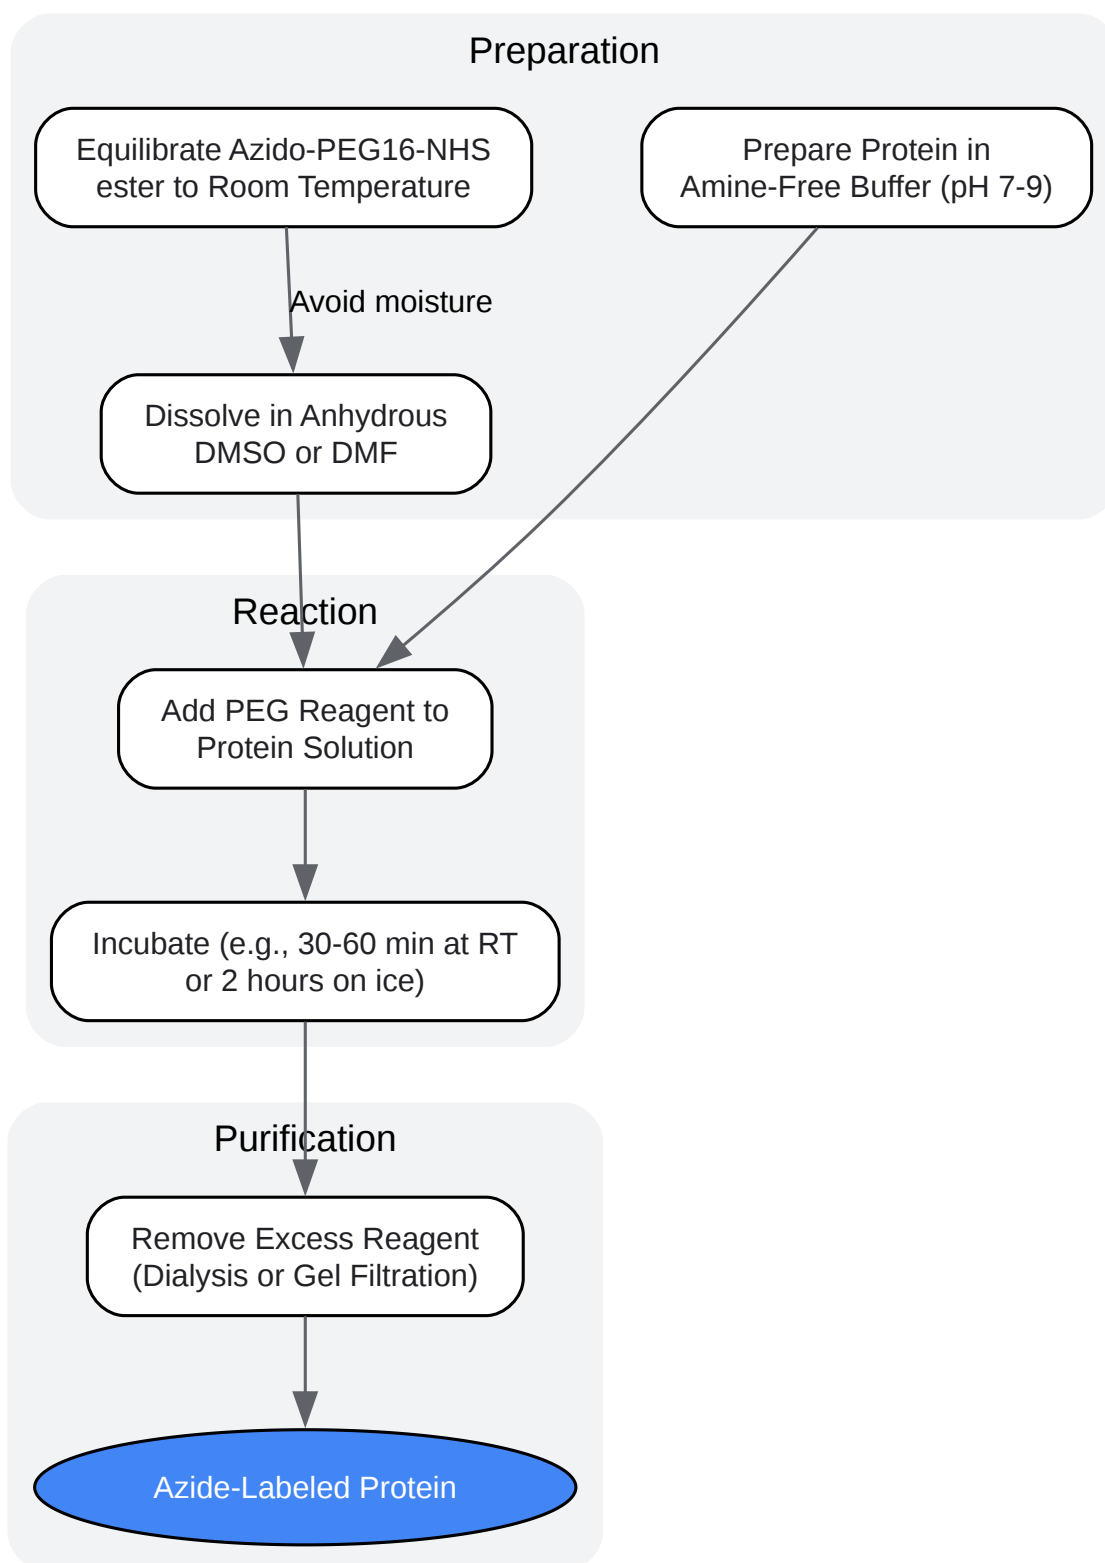 Preparation
Equilibrate Azido-PEG16-NHS
ester to Room Temperature
Prepare Protein in
Amine-Free Buffer (pH 7-9)
Avoid moisture
Dissolve in Anhydrous
DMSO or DMF
Reaction
Add PEG Reagent to
Protein Solution
Incubate (e.g., 30-60 min at RT
or 2 hours on ice)
Purification
Remove Excess Reagent
(Dialysis or Gel Filtration)
Azide-Labeled Protein